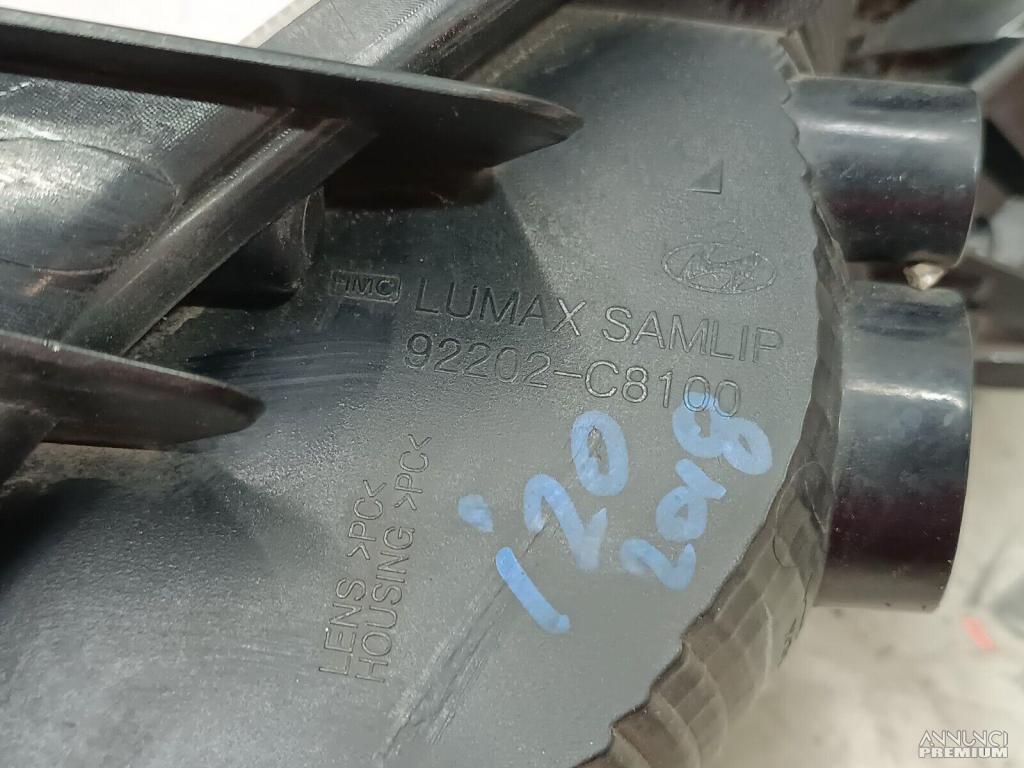 HMC LUMAX SAMLIP
92202-C8100
LENS >PC<
HOUSING >PC<
i20
2018
ANNUNCI
PREMIUM